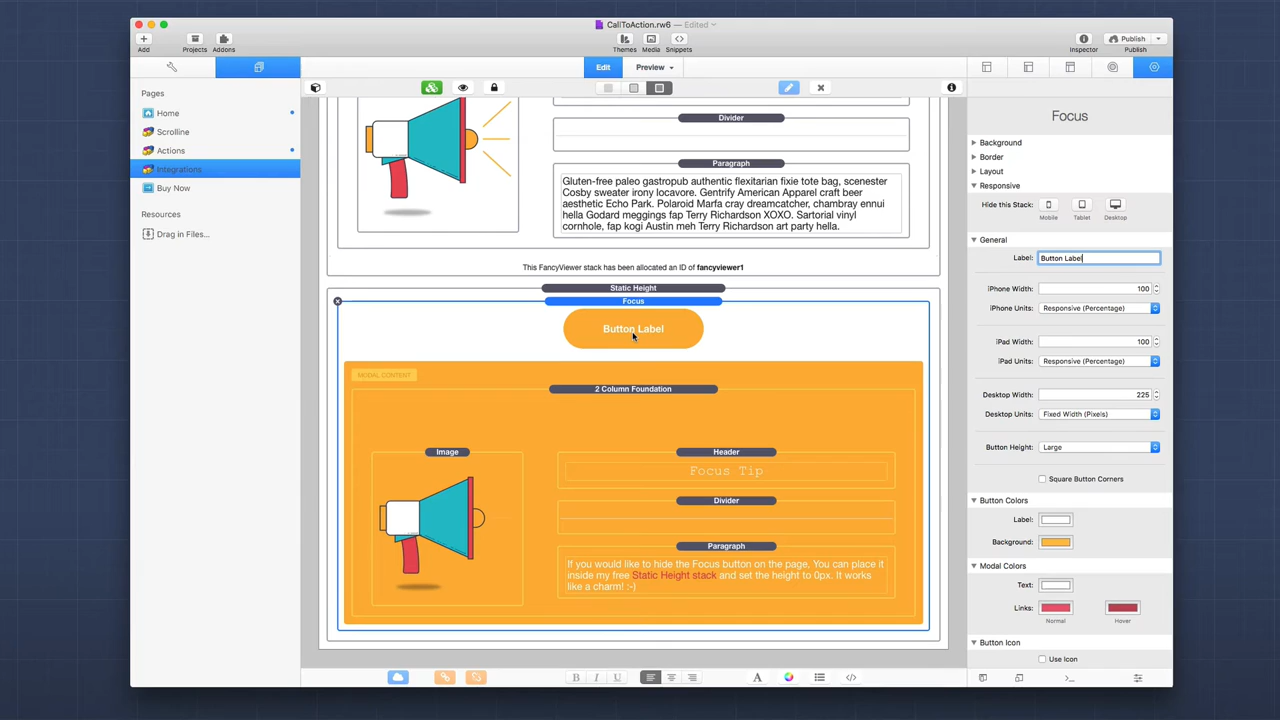 CallToAction.rw6 — Edited
Add
Projects
Addons
Themes
Media
Snippets
Inspector
Publish
Publish
Edit
Preview
Pages
Home
Scrolline
Actions
Integrations
Buy Now
Resources
Drag in Files...
Divider
Paragraph
Gluten-free paleo gastropub authentic flexitarian fixie tote bag, scenester
Cosby sweater irony locavore. Gentrify American Apparel craft beer
aesthetic Echo Park. Polaroid Marfa cray dreamcatcher, chambray ennui
hella Godard meggings fap Terry Richardson XOXO. Sartorial vinyl
cornhole, fap kogi Austin meh Terry Richardson art party hella.
This FancyViewer stack has been allocated an ID of fancyviewer1
Static Height
Focus
Button Label
MODAL CONTENT
2 Column Foundation
Image
Header
Focus Tip
Divider
Paragraph
If you would like to hide the Focus button on the page, You can place it
inside my free Static Height stack and set the height to 0px. It works
like a charm! :-)
Focus
Background
Border
Layout
Responsive
Hide this Stack:
Mobile
Tablet
Desktop
General
Label: Button Label
iPhone Width: 100
iPhone Units: Responsive (Percentage)
iPad Width: 100
iPad Units: Responsive (Percentage)
Desktop Width: 225
Desktop Units: Fixed Width (Pixels)
Button Height: Large
Square Button Corners
Button Colors
Label:
Background:
Modal Colors
Text:
Links:
Normal
Hover
Button Icon
Use Icon
B I U
A